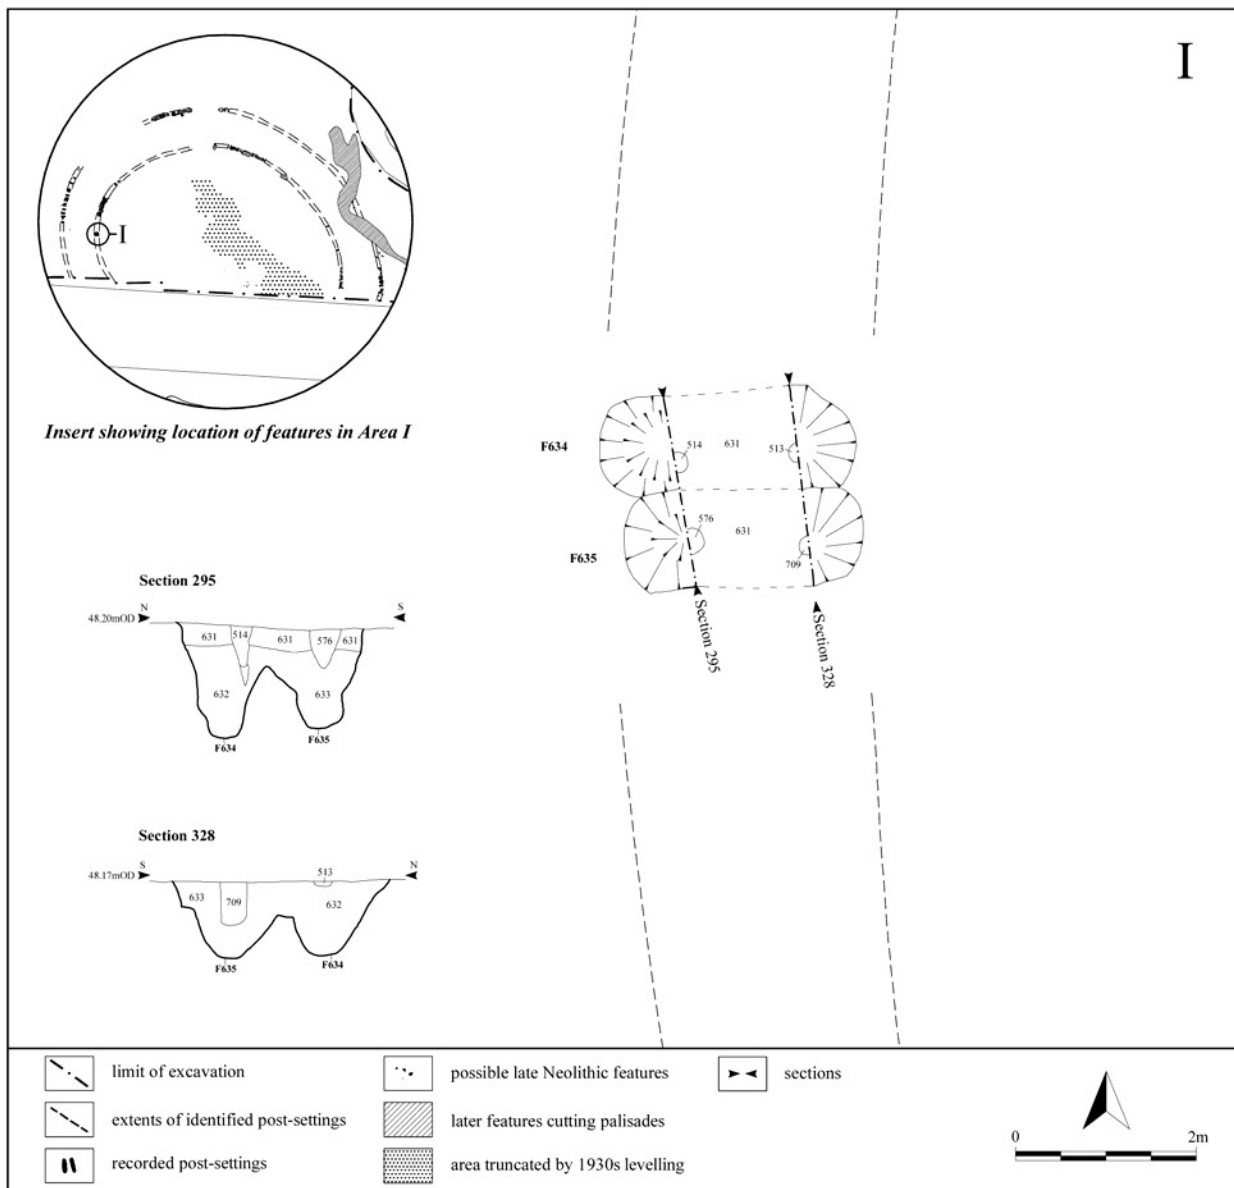 I
I
Insert showing location of features in Area I
F634
514
631
513
576
631
F635
709
Section 295
Section 328
Section 295
N
S
48.20mOD
631
514
631
576
631
632
633
F634
F635
Section 328
S
N
48.17mOD
513
633
709
632
F635
F634
limit of excavation
possible late Neolithic features
sections
extents of identified post-settings
later features cutting palisades
recorded post-settings
area truncated by 1930s levelling
0
2m